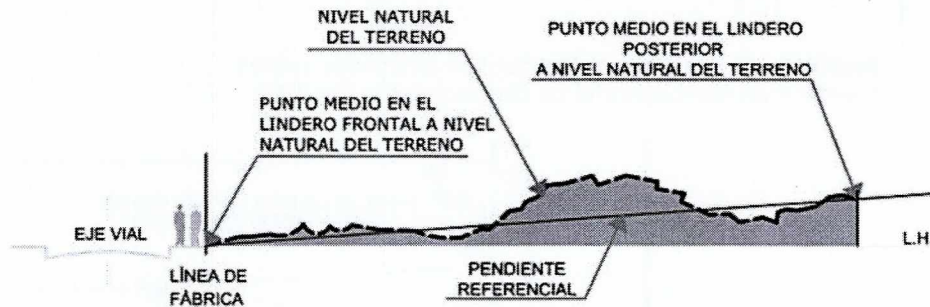 NIVEL NATURAL
DEL TERRENO
PUNTO MEDIO EN EL LINDERO
POSTERIOR
A NIVEL NATURAL DEL TERRENO
PUNTO MEDIO EN EL
LINDERO FRONTAL A NIVEL
NATURAL DEL TERRENO
EJE VIAL
L.H
LÍNEA DE
FÁBRICA
PENDIENTE
REFERENCIAL